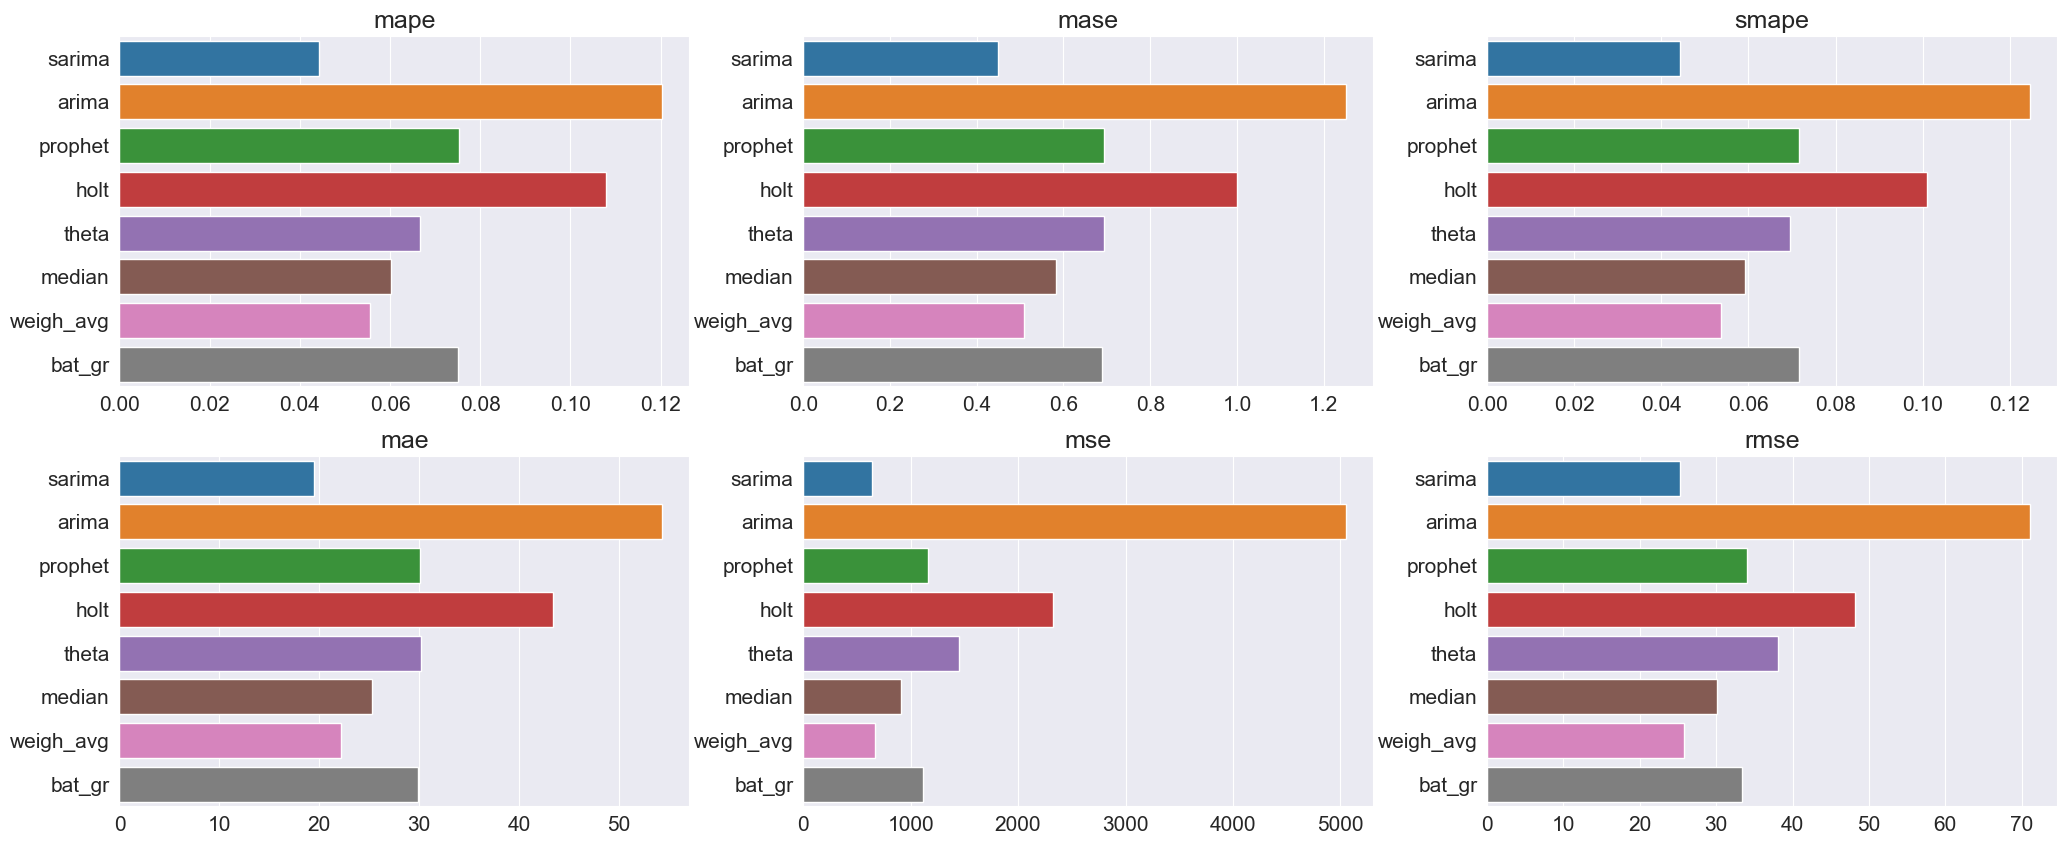 mape
sarima
arima
prophet
holt
theta
median
weigh_avg
bat_gr
0.00 0.02 0.04 0.06 0.08 0.10 0.12
mase
sarima
arima
prophet
holt
theta
median
weigh_avg
bat_gr
0.0 0.2 0.4 0.6 0.8 1.0 1.2
smape
sarima
arima
prophet
holt
theta
median
weigh_avg
bat_gr
0.00 0.02 0.04 0.06 0.08 0.10 0.12
mae
sarima
arima
prophet
holt
theta
median
weigh_avg
bat_gr
0 10 20 30 40 50
mse
sarima
arima
prophet
holt
theta
median
weigh_avg
bat_gr
0 1000 2000 3000 4000 5000
rmse
sarima
arima
prophet
holt
theta
median
weigh_avg
bat_gr
0 10 20 30 40 50 60 70